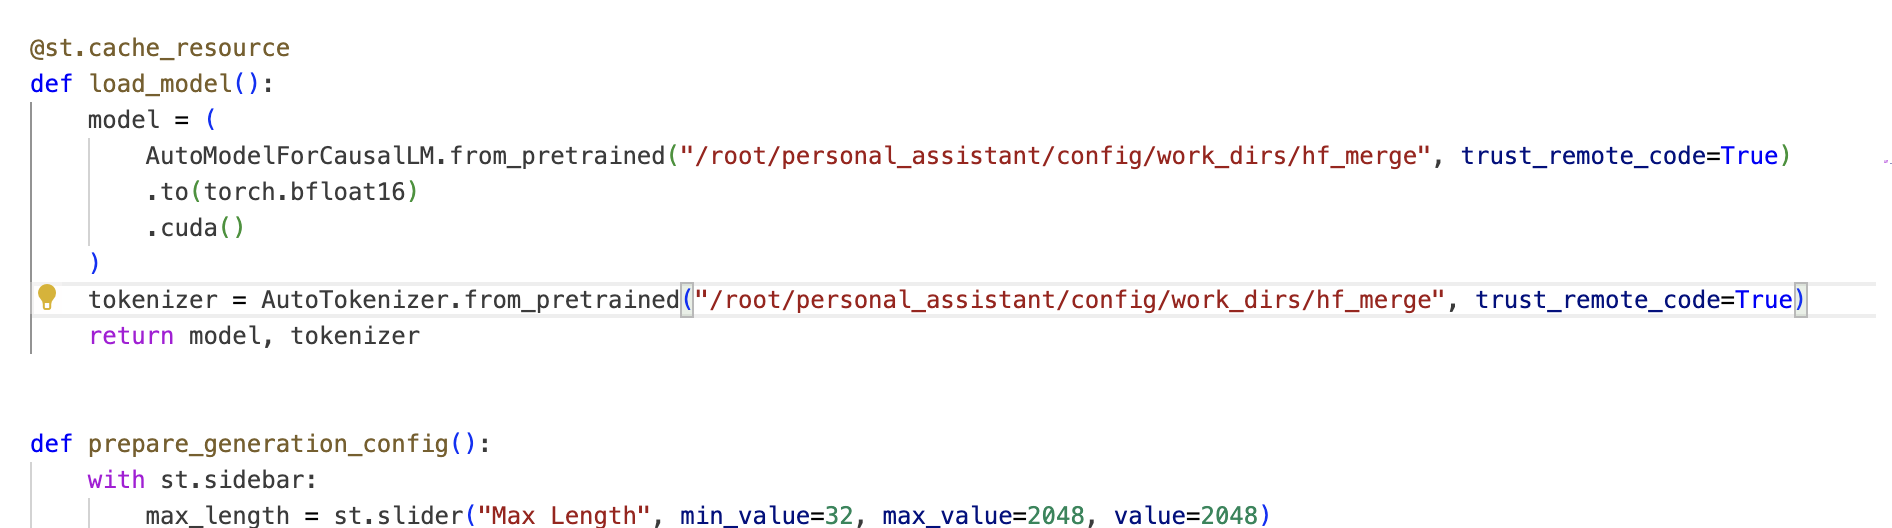 @st.cache_resource
def load_model():
    model = (
        AutoModelForCausalLM.from_pretrained("/root/personal_assistant/config/work_dirs/hf_merge", trust_remote_code=True)
        .to(torch.bfloat16)
        .cuda()
    )
    tokenizer = AutoTokenizer.from_pretrained("/root/personal_assistant/config/work_dirs/hf_merge", trust_remote_code=True)
    return model, tokenizer
def prepare_generation_config():
    with st.sidebar:
        max_length = st.slider("Max Length", min_value=32, max_value=2048, value=2048)